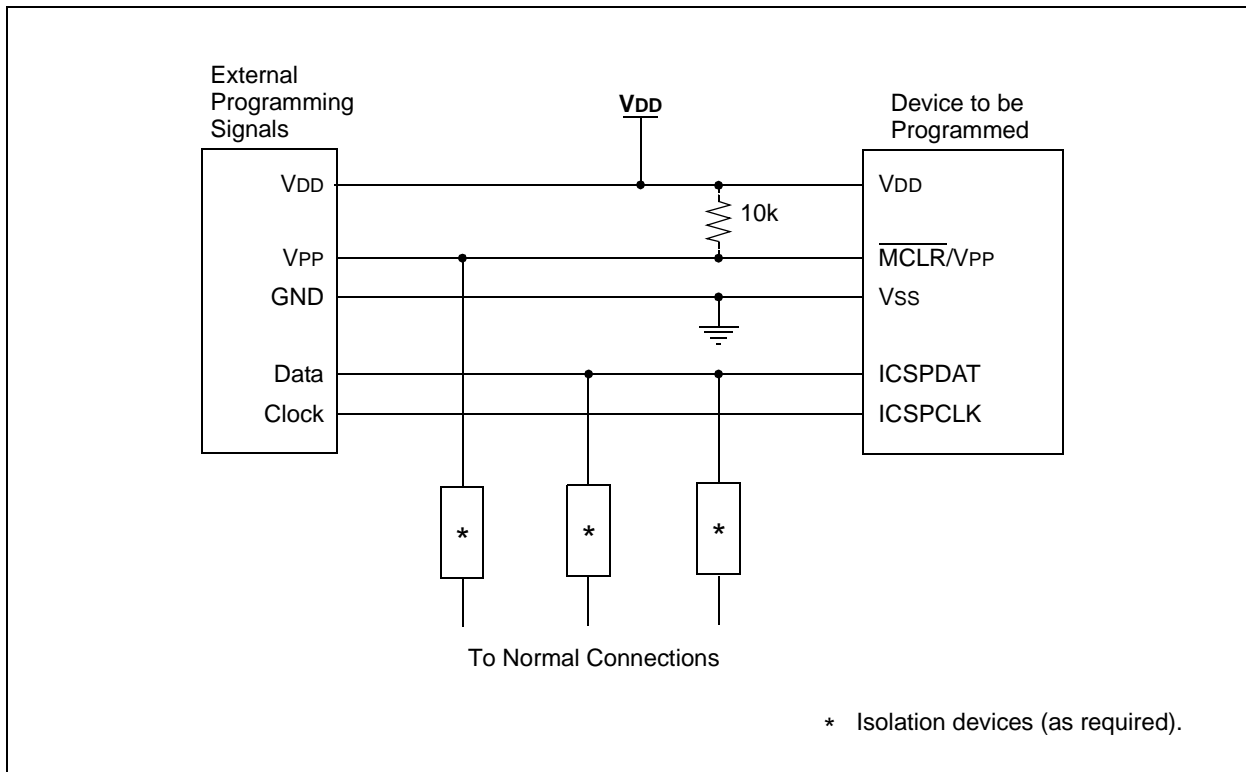 External
Programming
Signals
VDD
Device to be
Programmed
VDD
VDD
10k
VPP
MCLR/VPP
GND
VSS
Data
ICSPDAT
Clock
ICSPCLK
*
*
*
To Normal Connections
* Isolation devices (as required).